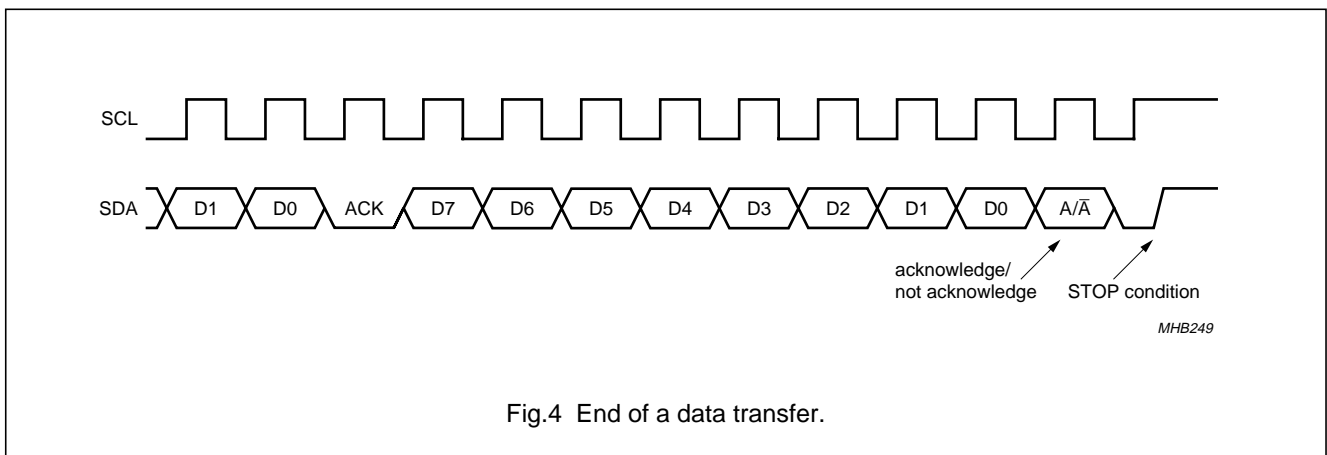 SCL
SDA D1 D0 ACK D7 D6 D5 D4 D3 D2 D1 D0 A/A̅
acknowledge/
not acknowledge STOP condition
MHB249
Fig.4 End of a data transfer.